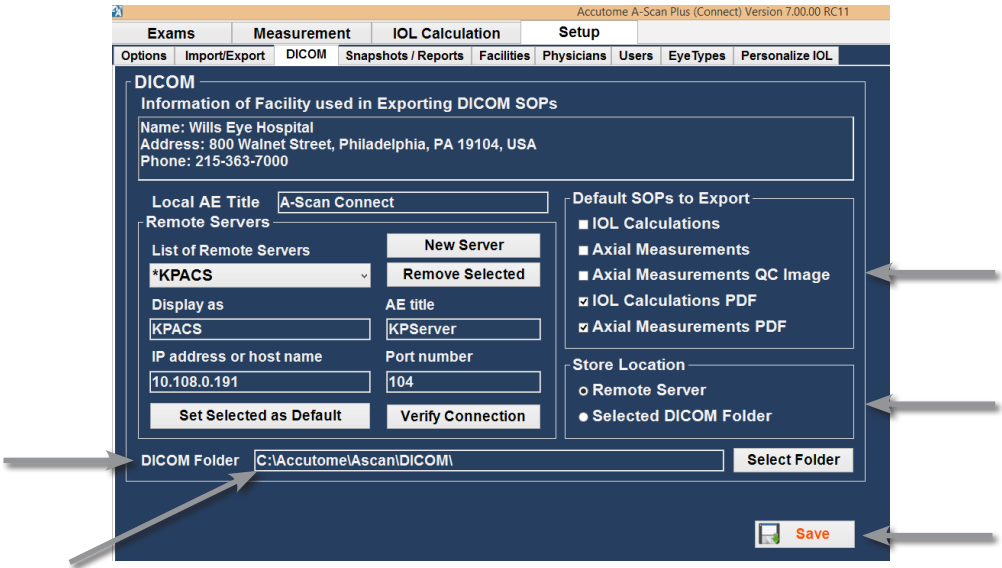 Accutome A-Scan Plus (Connect) Version 7.00.00 RC11
Exams Measurement IOL Calculation Setup
Options Import/Export DICOM Snapshots / Reports Facilities Physicians Users EyeTypes Personalize IOL
DICOM
Information of Facility used in Exporting DICOM SOPs
Name: Wills Eye Hospital
Address: 800 Walnet Street, Philadelphia, PA 19104, USA
Phone: 215-363-7000
Local AE Title A-Scan Connect
Remote Servers
List of Remote Servers New Server
*KPACS Remove Selected
Display as AE title
KPACS KPServer
IP address or host name Port number
10.108.0.191 104
Set Selected as Default Verify Connection
Default SOPs to Export
IOL Calculations
Axial Measurements
Axial Measurements QC Image
IOL Calculations PDF
Axial Measurements PDF
Store Location
Remote Server
Selected DICOM Folder
DICOM Folder C:\Accutome\Ascan\DICOM\ Select Folder
Save